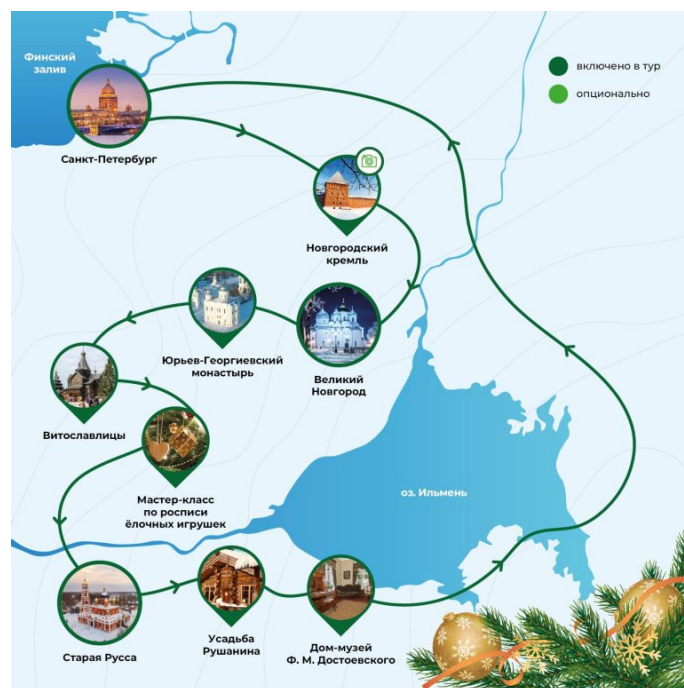 Финский
залив
включено в тур
опционально
Санкт-Петербург
Новгородский
кремль
Юрьев-Георгиевский
монастырь
Великий
Новгород
Витославлицы
Мастер-класс
по росписи
ёлочных игрушек
оз. Ильмень
Старая Русса
Усадьба
Рушанина
Дом-музей
Ф. М. Достоевского